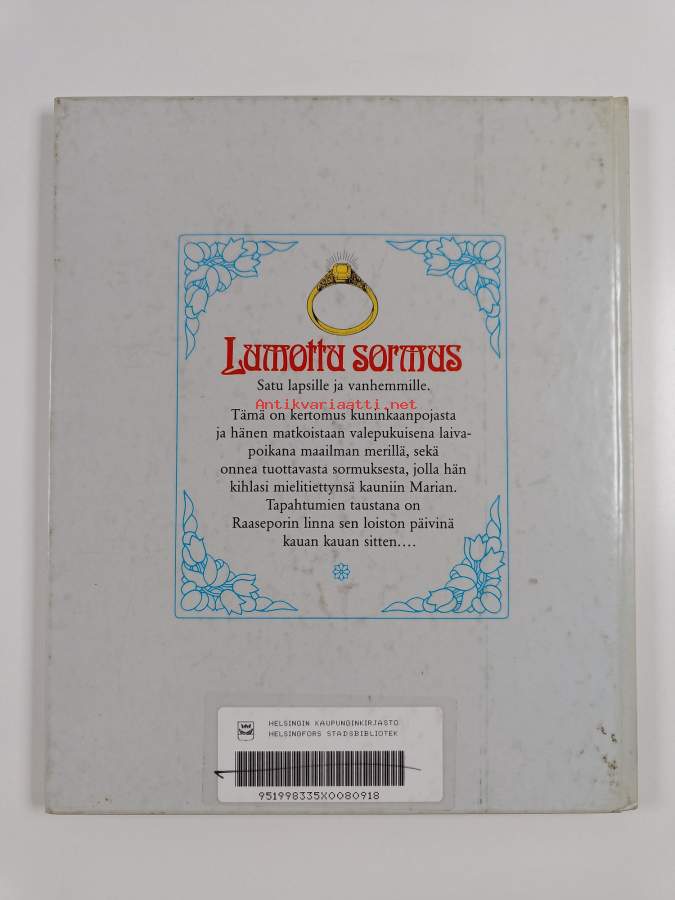 Lumottu sormus
Satu lapsille ja vanhemmille.
Antikvariaatti.net
Tämä on kertomus kuninkaanpojasta
ja hänen matkoistaan valepukuisena laiva-
poikana maailman merillä, sekä
onnea tuottavasta sormuksesta, jolla hän
kihlasi mielitiettynsä kauniin Marian.
Tapahtumien taustana on
Raaseporin linna sen loiston päivinä
kauan kauan sitten....
HELSINGIN KAUPUNGINKIRJASTO
HELSINGFORS STADSBIBLIOTEK
951998335X0080918